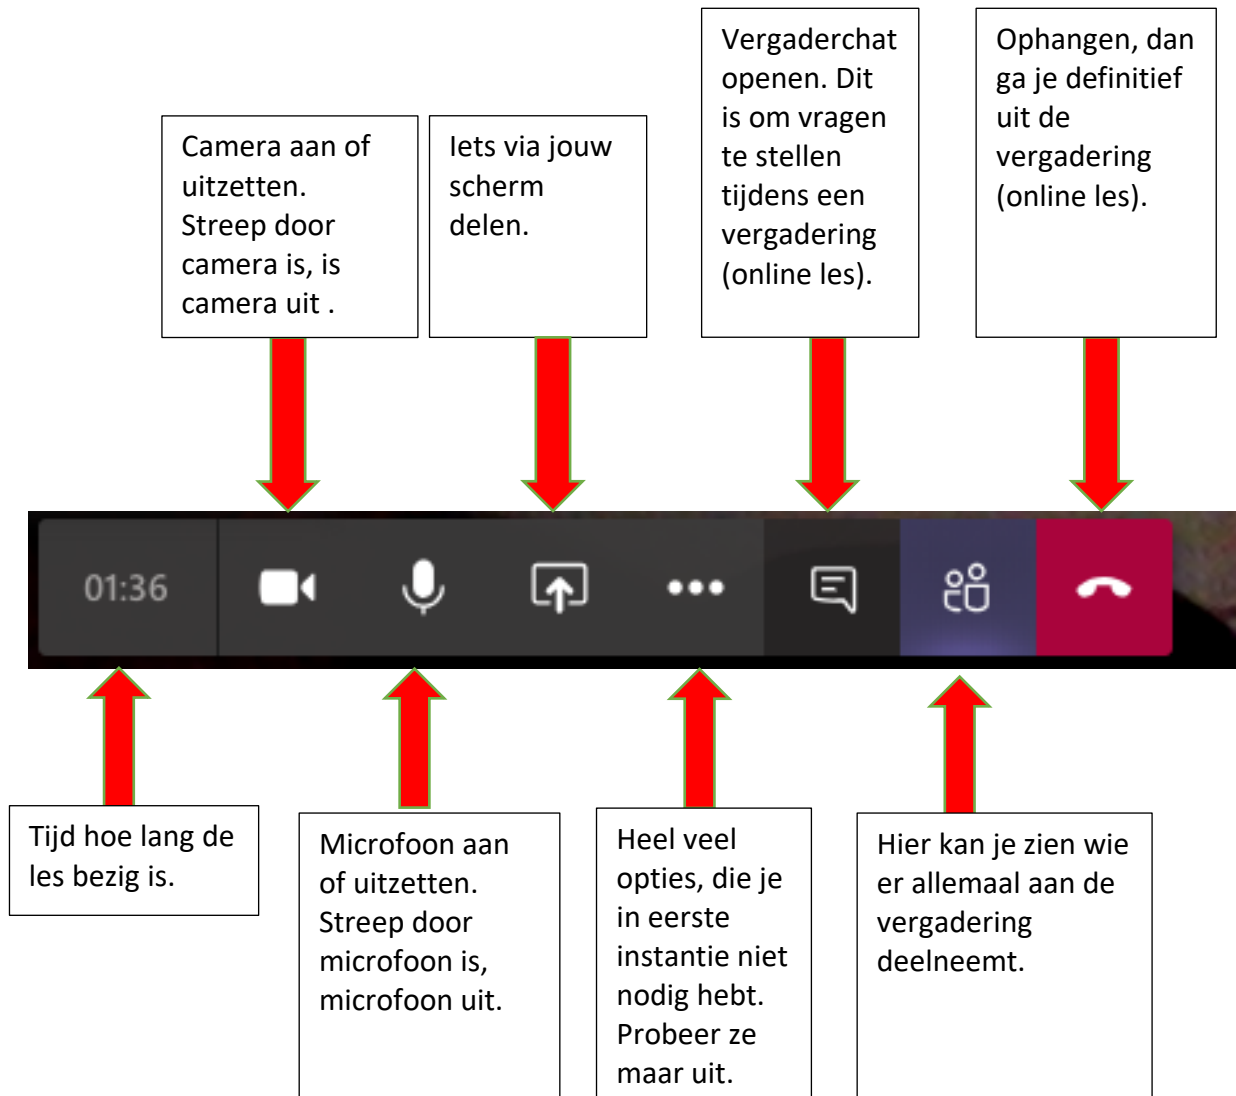 Vergaderchat
openen. Dit
is om vragen
te stellen
tijdens een
vergadering
(online les).
Ophangen, dan
ga je definitief
uit de
vergadering
(online les).
Camera aan of
uitzetten.
Streep door
camera is, is
camera uit .
Iets via jouw
scherm
delen.
01:36
Tijd hoe lang de
les bezig is.
Microfoon aan
of uitzetten.
Streep door
microfoon is,
microfoon uit.
Heel veel
opties, die je
in eerste
instantie niet
nodig hebt.
Probeer ze
maar uit.
Hier kan je zien wie
er allemaal aan de
vergadering
deelneemt.